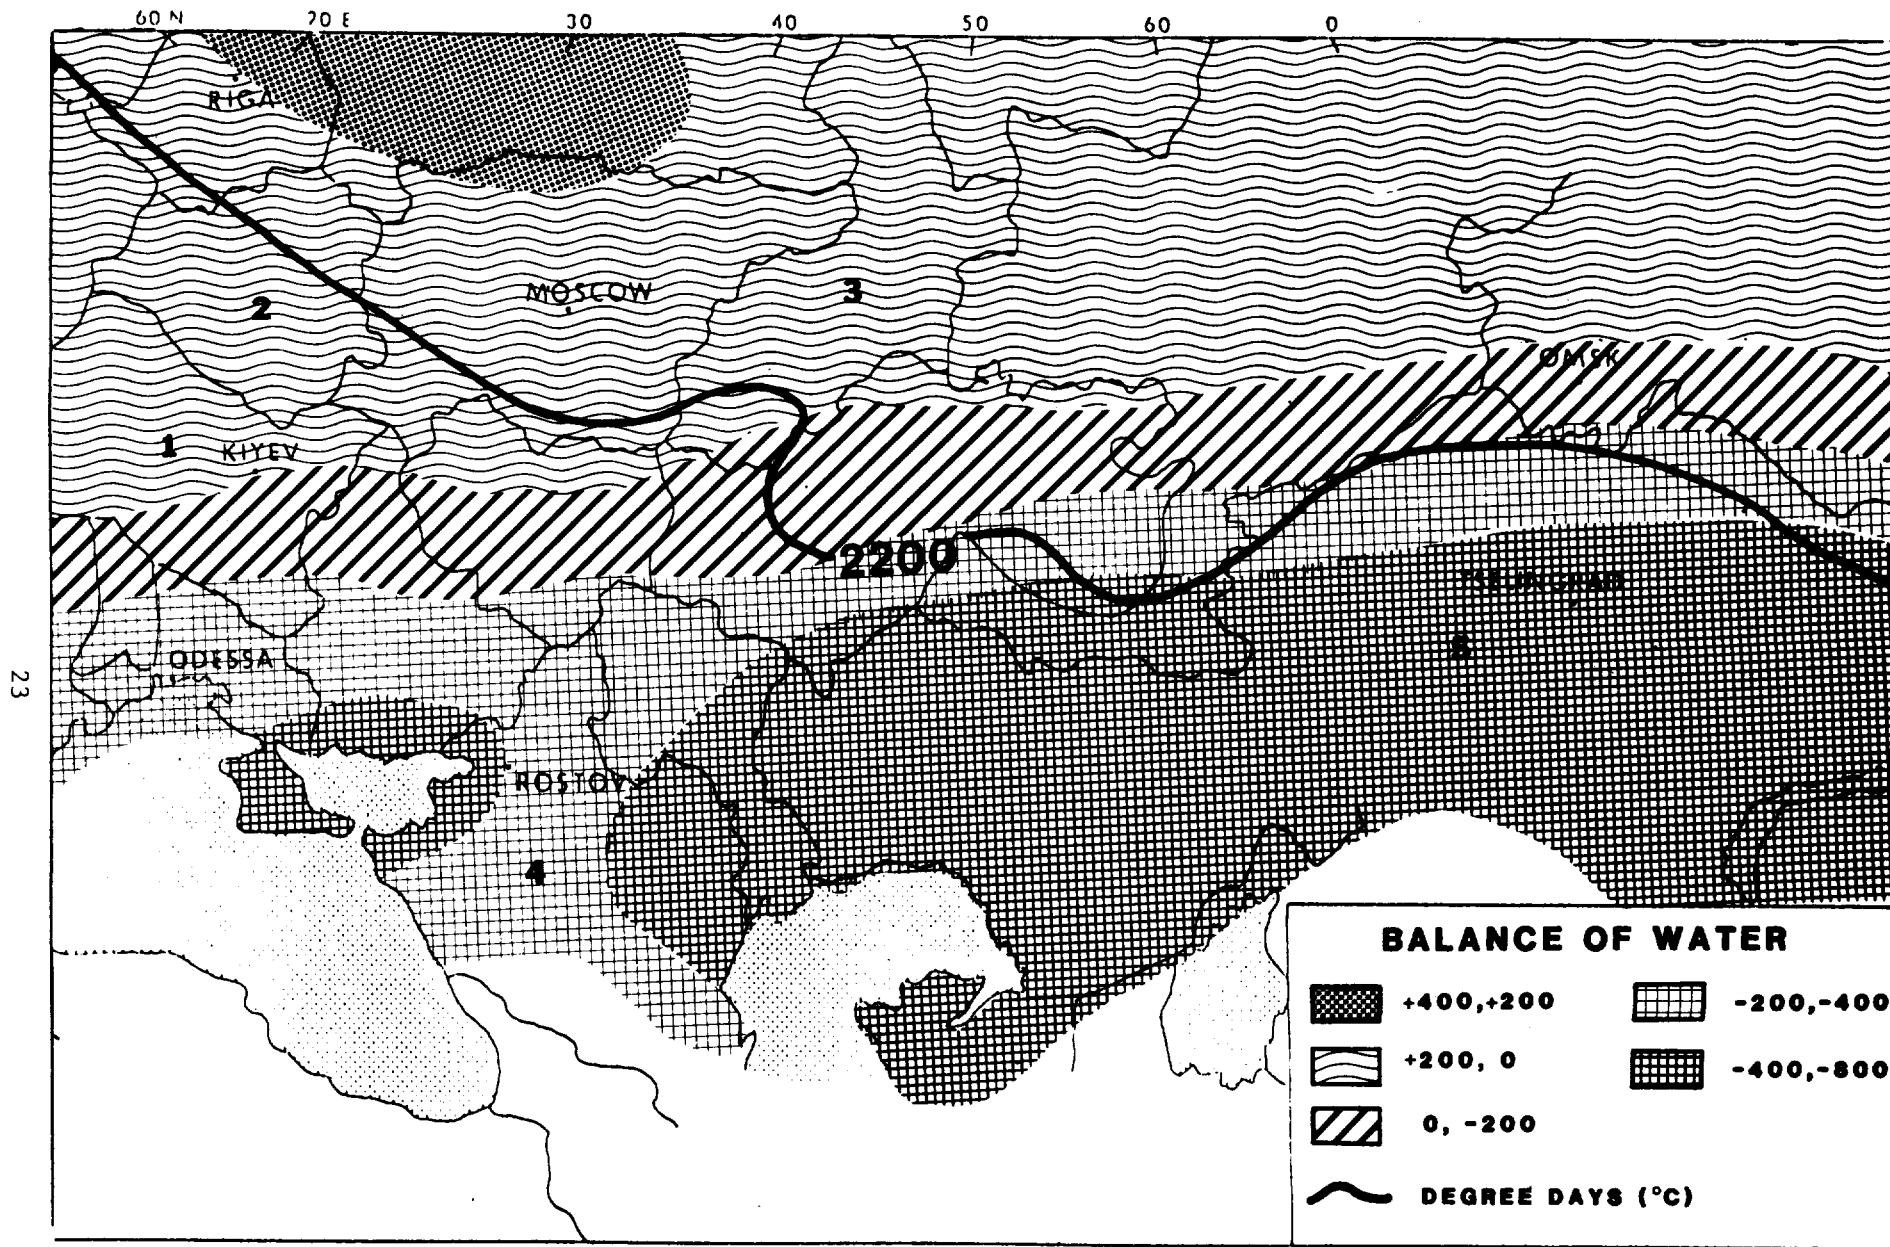 60 N 20 E 30 40 50 60 0
RIGA
2
MOSCOW
3
OMSK
1
KIYEV
2200
TSELINGRAD
5
ODESSA
23
ROSTOV
4
BALANCE OF WATER
+400,+200
-200,-400
+200, 0
-400,-800
0, -200
DEGREE DAYS (°C)